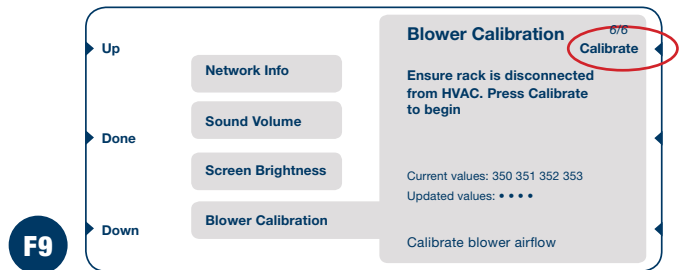 Up
Done
Down
Network Info
Sound Volume
Screen Brightness
Blower Calibration
Blower Calibration 6/6
Calibrate
Ensure rack is disconnected
from HVAC. Press Calibrate
to begin
Current values: 350 351 352 353
Updated values: • • • •
Calibrate blower airflow
F9